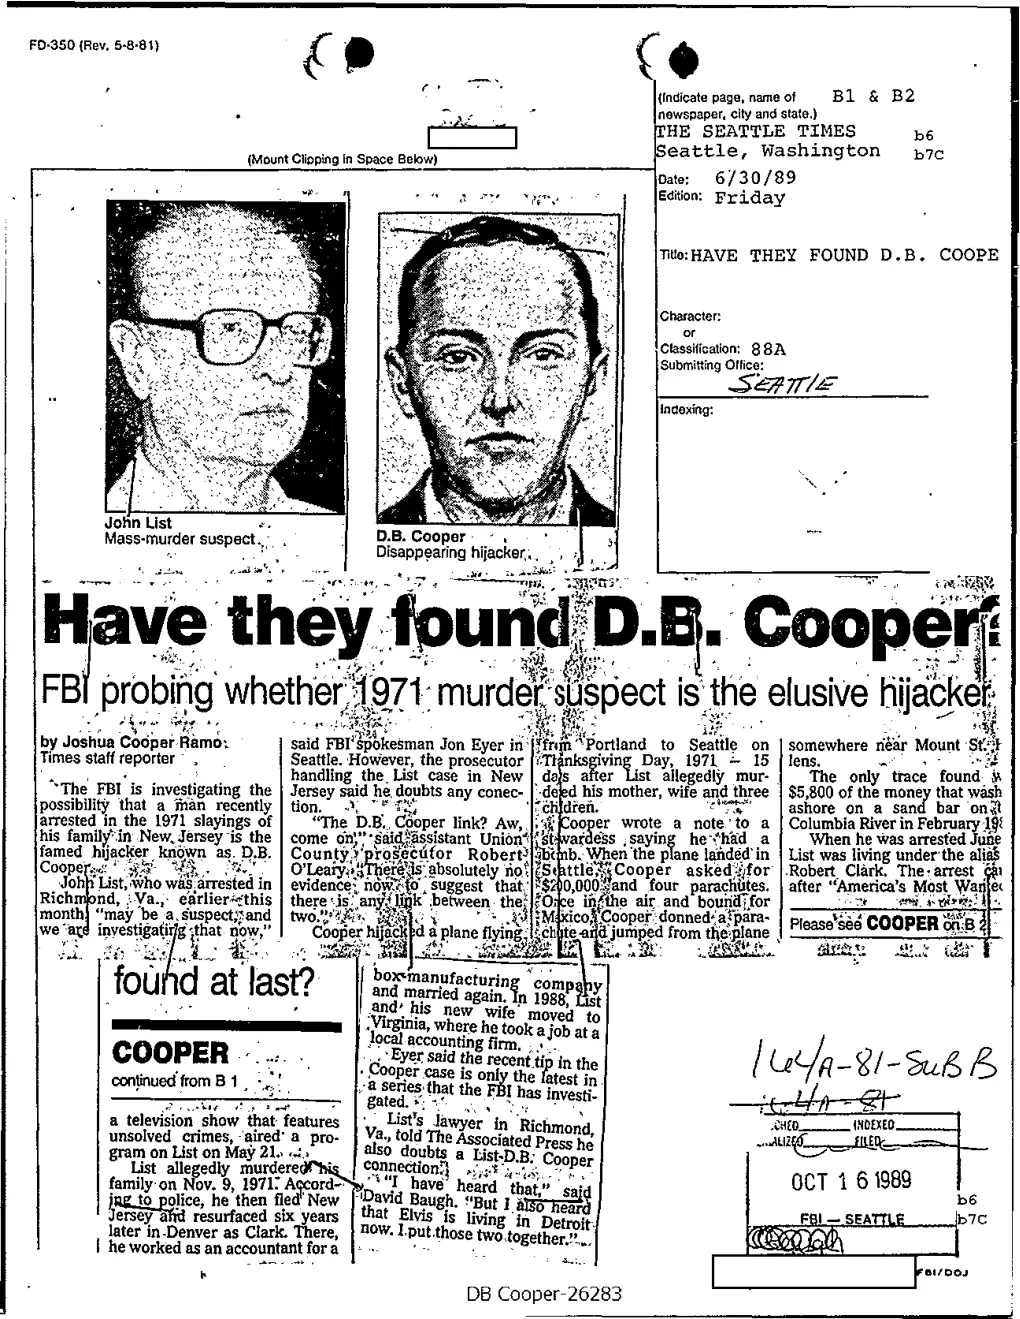 FD-350 (Rev. 5-8-81)
(Mount Clipping in Space Below)
(Indicate page, name of newspaper, city and state.)
B1 & B2
THE SEATTLE TIMES
Seattle, Washington
b6
b7C
Date: 6/30/89
Edition: Friday
Title: HAVE THEY FOUND D.B. COOPE
Character:
or
Classification: 88A
Submitting Office:
SEATTLE
Indexing:
John List
Mass-murder suspect
D.B. Cooper
Disappearing hijacker
Have they found D.B. Cooper?
FBI probing whether 1971 murder suspect is the elusive hijacker
by Joshua Cooper Ramo
Times staff reporter
The FBI is investigating the
possibility that a man recently
arrested in the 1971 slayings of
his family in New Jersey is the
famed hijacker known as D.B.
Cooper.
John List, who was arrested in
Richmond, Va., earlier this
month, "may be a suspect, and
we are investigating that now,"
said FBI spokesman Jon Eyer in
Seattle. However, the prosecutor
handling the List case in New
Jersey said he doubts any conec-
tion.
"The D.B. Cooper link? Aw,
come on," said assistant Union
County prosecutor Robert
O'Leary. "There is absolutely no
evidence now to suggest that
there is any link between the
two."
Cooper hijacked a plane flying
from Portland to Seattle on
Thanksgiving Day, 1971 — 15
days after List allegedly mur-
dered his mother, wife and three
children.
Cooper wrote a note to a
stewardess saying he had a
bomb. When the plane landed in
Seattle, Cooper asked for
$200,000 and four parachutes.
Once in the air and bound for
Mexico, Cooper donned a para-
chute and jumped from the plane
somewhere near Mount St.
lens.
The only trace found
$5,800 of the money that wash
ashore on a sand bar on
Columbia River in February
When he was arrested June
List was living under the alias
Robert Clark. The arrest
after "America's Most Wanted
Please see COOPER on B 2
found at last?
COOPER
continued from B 1
a television show that features
unsolved crimes, aired a pro-
gram on List on May 21.
List allegedly murdered his
family on Nov. 9, 1971. Accord-
ing to police, he then fled New
Jersey and resurfaced six years
later in Denver as Clark. There,
he worked as an accountant for a
box-manufacturing company
and married again. In 1988, List
and his new wife moved to
Virginia, where he took a job at a
local accounting firm.
Eyer said the recent tip in the
Cooper case is only the latest in
a series that the FBI has investi-
gated.
List's lawyer in Richmond,
Va., told The Associated Press he
also doubts a List-D.B. Cooper
connection.
"I have heard that," said
David Baugh. "But I also heard
that Elvis is living in Detroit
now. I put those two together."
164A-81-SUB B
INDEXED
FILED
OCT 16 1989
FBI — SEATTLE
b6
b7C
FBI/DOJ
DB Cooper-26283